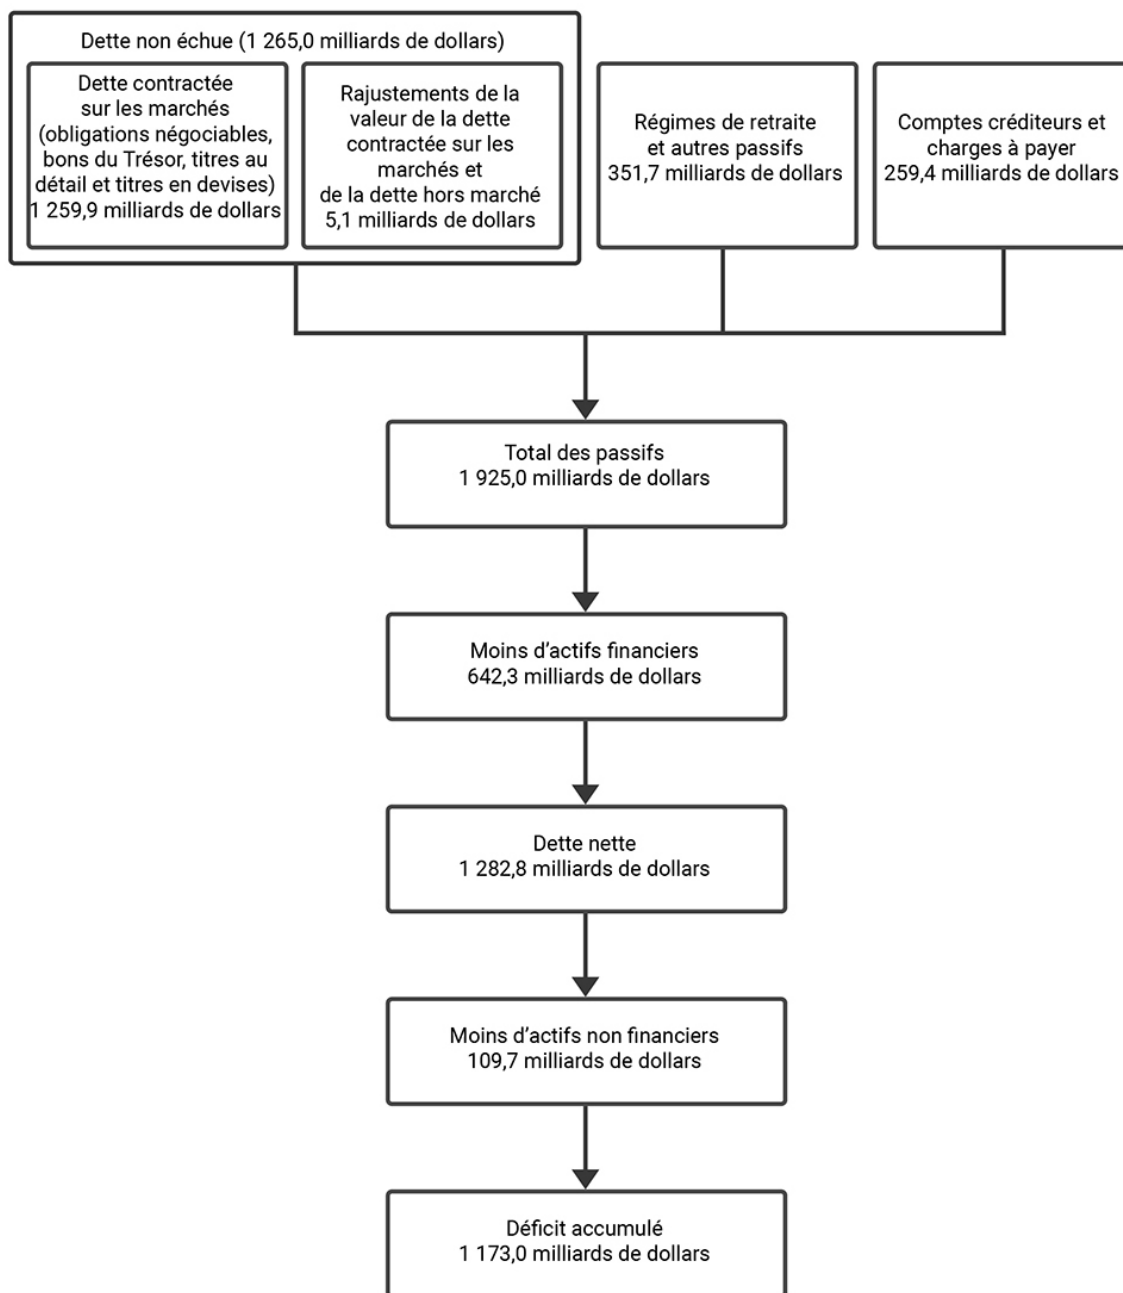 Dette non échue (1 265,0 milliards de dollars)
Dette contractée
sur les marchés
(obligations négociables,
bons du Trésor, titres au
détail et titres en devises)
1 259,9 milliards de dollars
Rajustements de la
valeur de la dette
contractée sur les
marchés et
de la dette hors marché
5,1 milliards de dollars
Régimes de retraite
et autres passifs
351,7 milliards de dollars
Comptes créditeurs et
charges à payer
259,4 milliards de dollars
Total des passifs
1 925,0 milliards de dollars
Moins d’actifs financiers
642,3 milliards de dollars
Dette nette
1 282,8 milliards de dollars
Moins d’actifs non financiers
109,7 milliards de dollars
Déficit accumulé
1 173,0 milliards de dollars